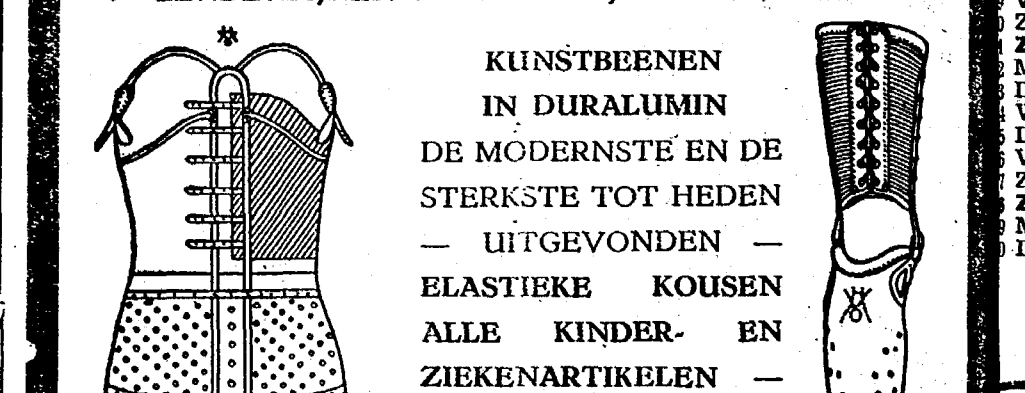 KUNSTBEENEN
IN DURALUMIN
DE MODERNSTE EN DE
STERKSTE TOT HEDEN
— UITGEVONDEN —
ELASTIEKE KOUSEN
ALLE KINDER- EN
ZIEKENARTIKELEN —